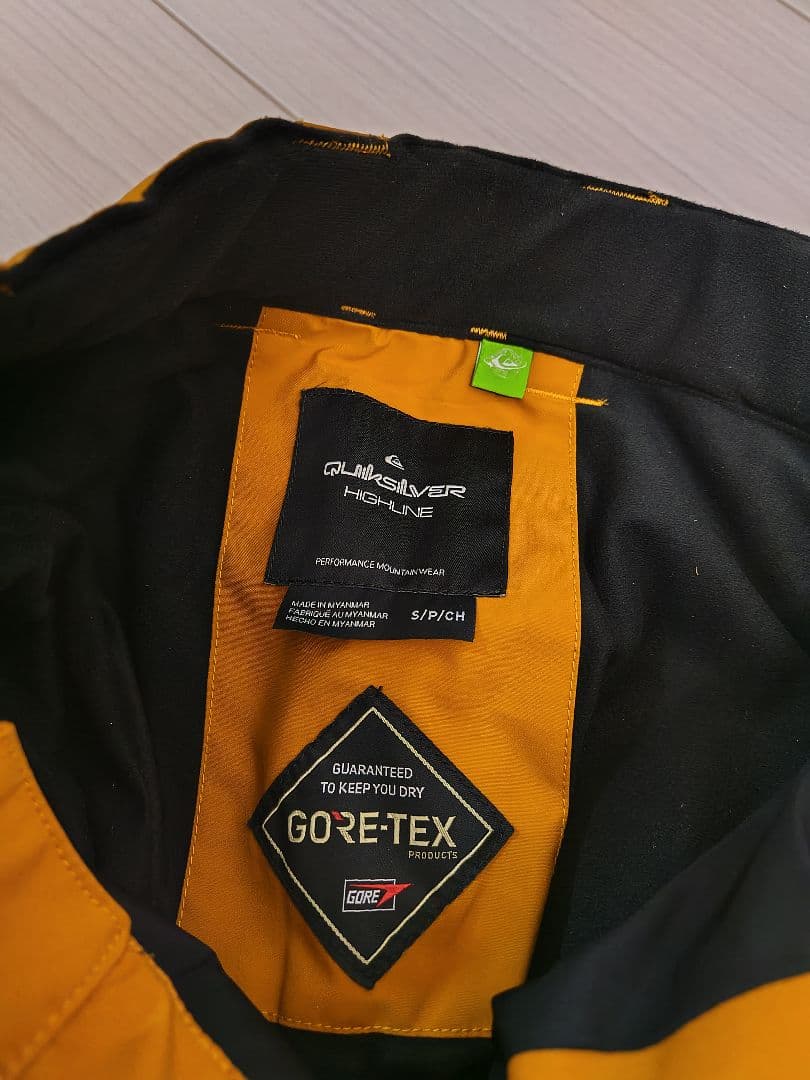 QUIKSILVER
HIGHLINE
PERFORMANCE MOUNTAIN WEAR
MADE IN MYANMAR
FABRIQUÉ AU MYANMAR
HECHO EN MYANMAR
S/P/CH
GUARANTEED
TO KEEP YOU DRY
GORE-TEX
PRODUCTS
GORE